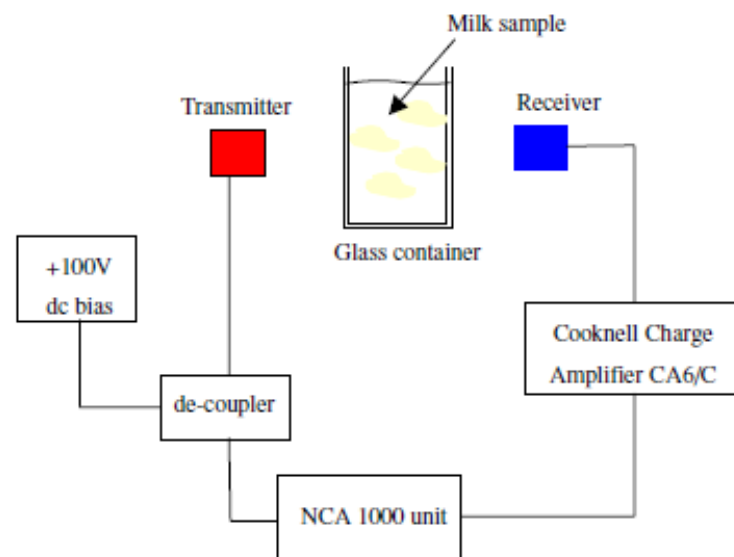 Milk sample
Transmitter
Receiver
Glass container
+100V
dc bias
Cooknell Charge
Amplifier CA6/C
de-coupler
NCA 1000 unit